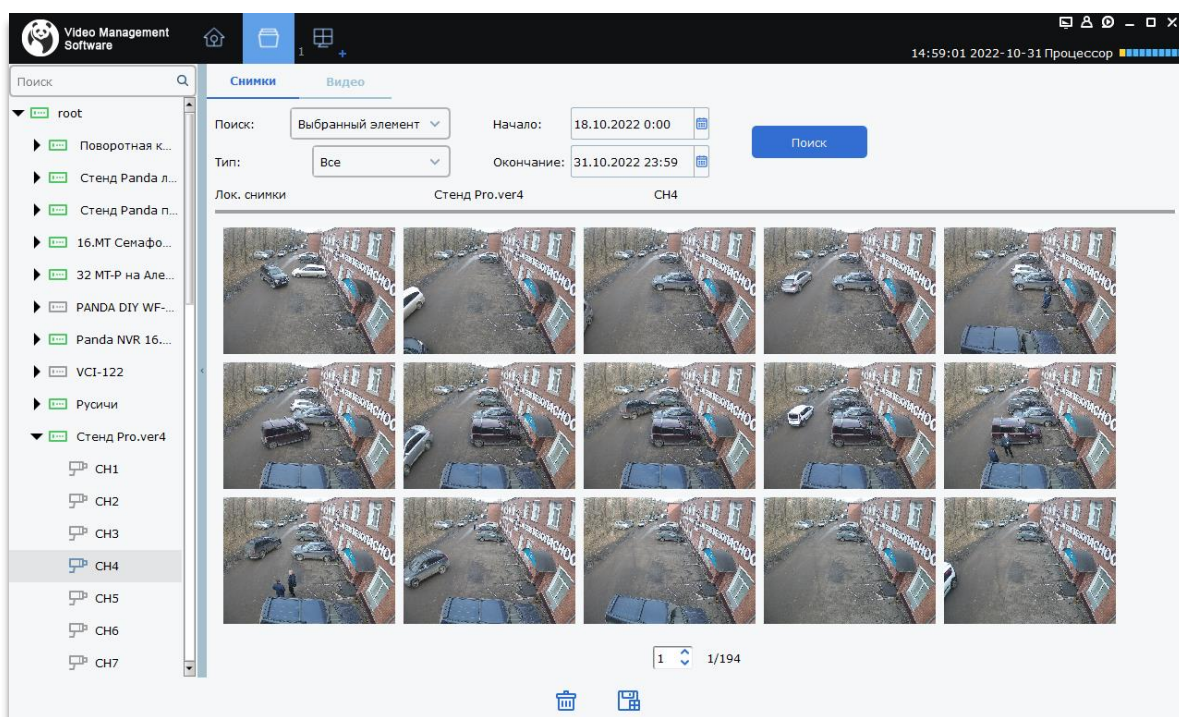 Video Management
Software
1
14:59:01 2022-10-31 Процессор
Поиск
Снимки Видео
root
Поиск: Выбранный элемент Начало: 18.10.2022 0:00
Поиск
Поворотная к...
Тип: Все Окончание: 31.10.2022 23:59
Стенд Panda л...
Лок. снимки Стенд Pro.ver4 CH4
Стенд Panda п...
16.МТ Семафо...
32 МТ-Р на Але...
PANDA DIY WF-...
Panda NVR 16....
VCI-122
Русичи
Стенд Pro.ver4
CH1
CH2
CH3
CH4
CH5
CH6
CH7
1 1/194